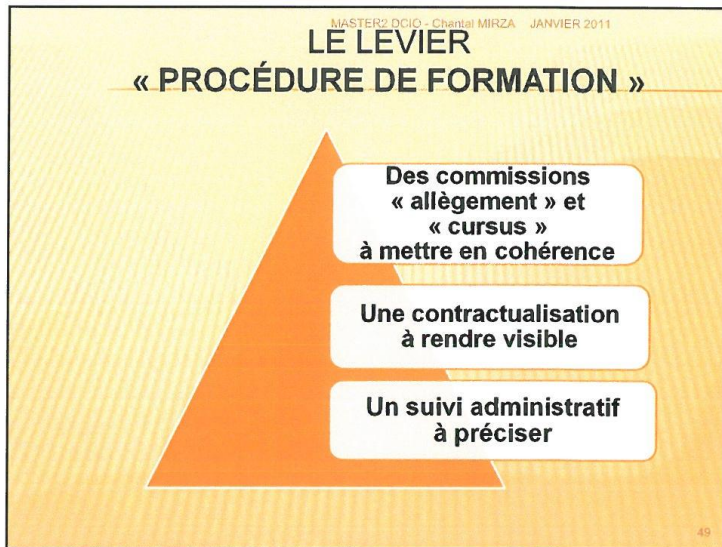 MASTER2 DCIO - Chantal MIRZA JANVIER 2011
LE LEVIER
« PROCÉDURE DE FORMATION »
Des commissions
« allègement » et
« cursus »
à mettre en cohérence
Une contractualisation
à rendre visible
Un suivi administratif
à préciser
49